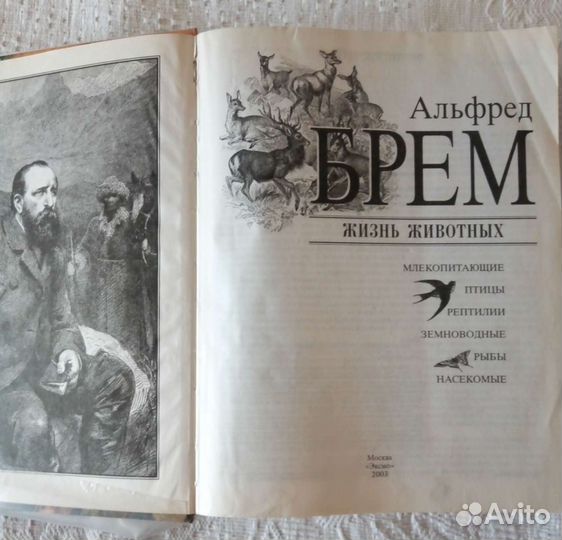 Альфред
БРЕМ
ЖИЗНЬ ЖИВОТНЫХ
МЛЕКОПИТАЮЩИЕ
ПТИЦЫ
РЕПТИЛИИ
ЗЕМНОВОДНЫЕ
РЫБЫ
НАСЕКОМЫЕ
Москва
«Эксмо»
2003
Avito